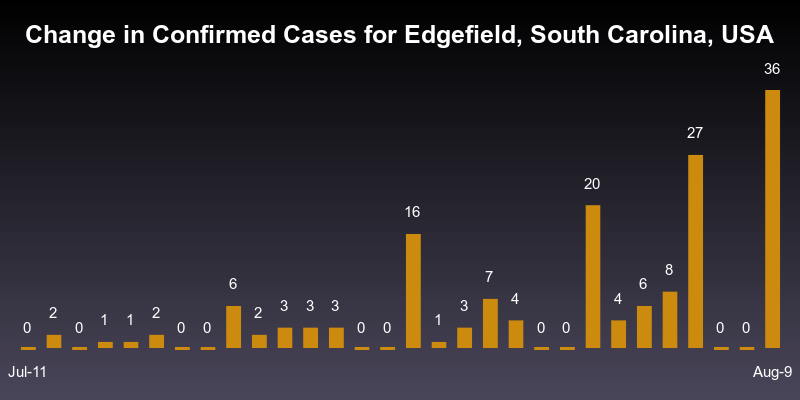 Change in Confirmed Cases for Edgefield, South Carolina, USA
0 2 0 1 1 2 0 0 6 2 3 3 3 0 0 16 1 3 7 4 0 0 20 4 6 8 27 0 0 36
Jul-11 Aug-9